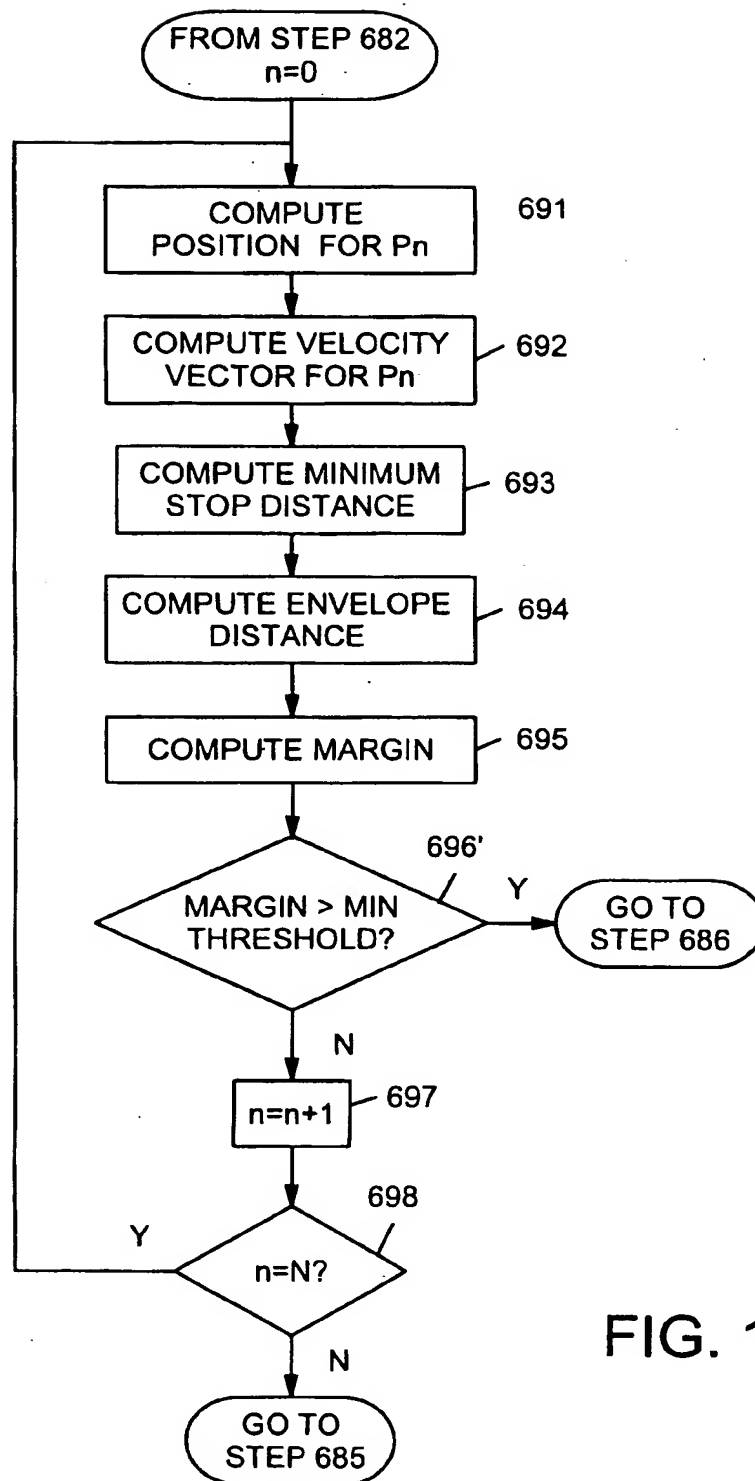 FROM STEP 682
n=0
COMPUTE
POSITION FOR Pn
691
COMPUTE VELOCITY
VECTOR FOR Pn
692
COMPUTE MINIMUM
STOP DISTANCE
693
COMPUTE ENVELOPE
DISTANCE
694
COMPUTE MARGIN
695
696'
MARGIN > MIN
THRESHOLD?
Y
GO TO
STEP 686
N
n=n+1
697
698
Y
n=N?
N
GO TO
STEP 685
FIG.